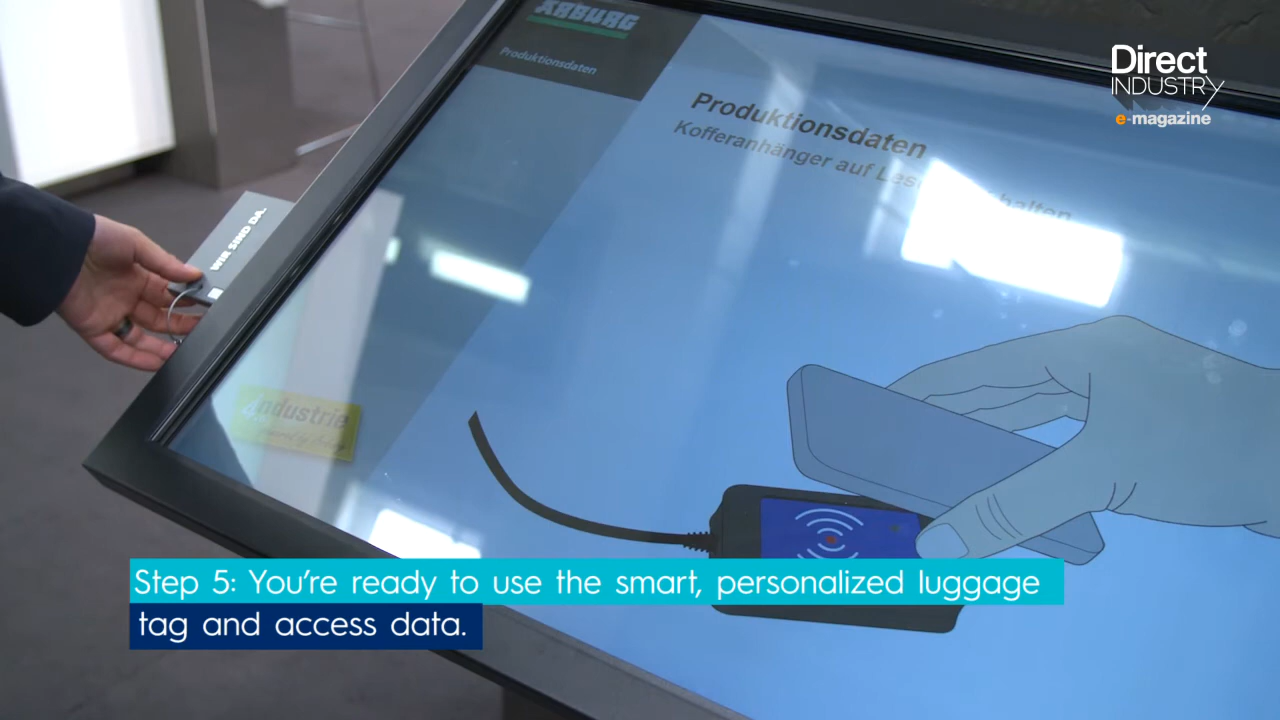 ARBURG
Produktionsdaten
Direct
INDUSTRY
e-magazine
Produktionsdaten
Kofferanhänger auf
WIR SIND DA.
industrie
Step 5: You're ready to use the smart, personalized luggage
tag and access data.